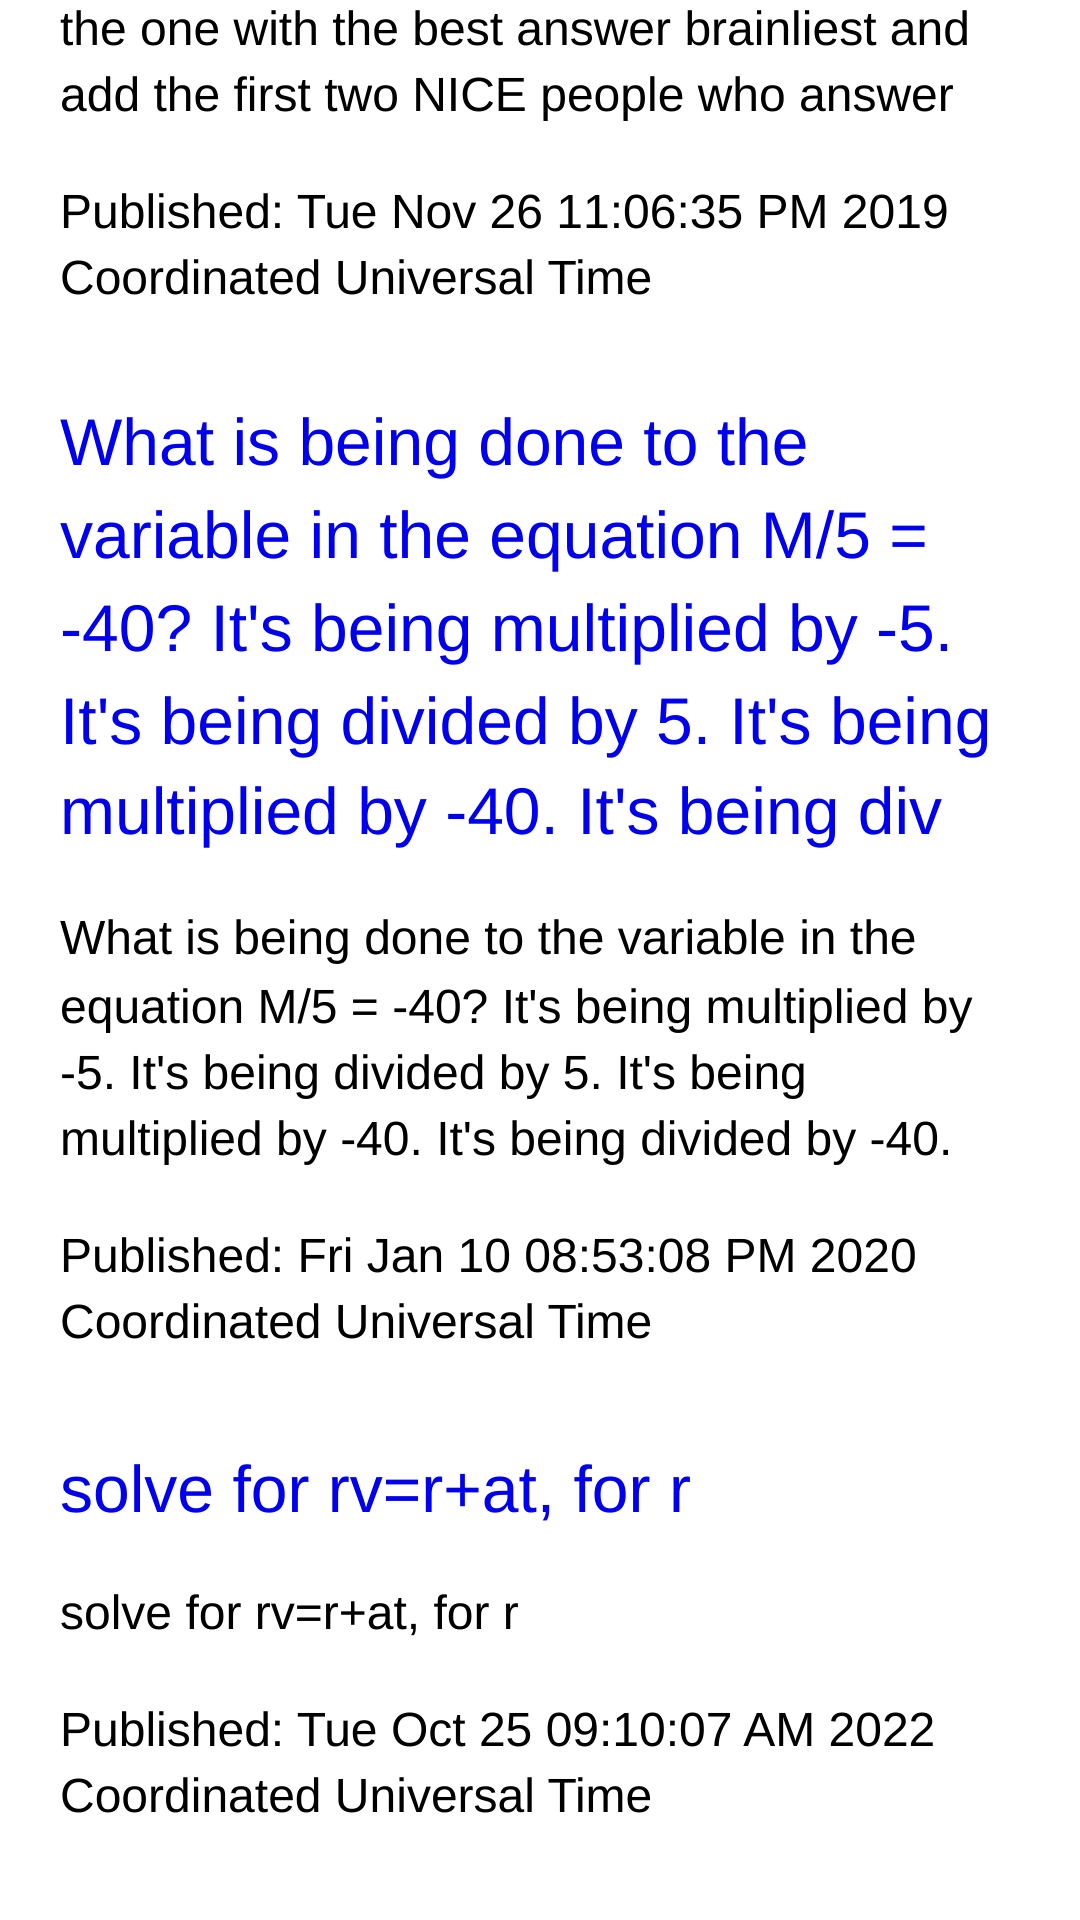 the one with the best answer brainliest and
add the first two NICE people who answer
Published: Tue Nov 26 11:06:35 PM 2019
Coordinated Universal Time
What is being done to the
variable in the equation M/5 =
-40? It's being multiplied by -5.
It's being divided by 5. It's being
multiplied by -40. It's being div
What is being done to the variable in the
equation M/5 = -40? It's being multiplied by
-5. It's being divided by 5. It's being
multiplied by -40. It's being divided by -40.
Published: Fri Jan 10 08:53:08 PM 2020
Coordinated Universal Time
solve for rv=r+at, for r
solve for rv=r+at, for r
Published: Tue Oct 25 09:10:07 AM 2022
Coordinated Universal Time